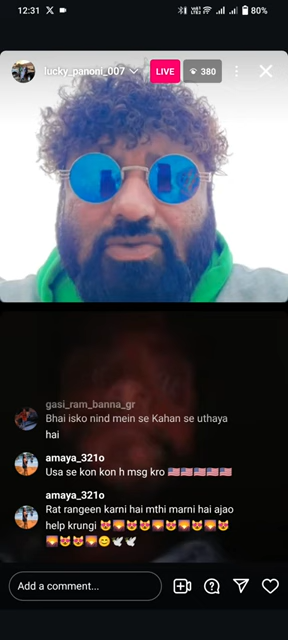 12:31
80%
lucky_panoni_007
LIVE
380
gasi_ram_banna_gr
Bhai isko nind mein se Kahan se uthaya
hai
amaya_321o
Usa se kon kon h msg kro 🇺🇸🇺🇸🇺🇸🇺🇸🇺🇸
amaya_321o
Rat rangeen karni hai mthi marni hai ajao
help krungi 😻🌄😻😻🌄😻🌄😻🌄😻
🌄😻😻🌄😊🕊🕊
Add a comment...